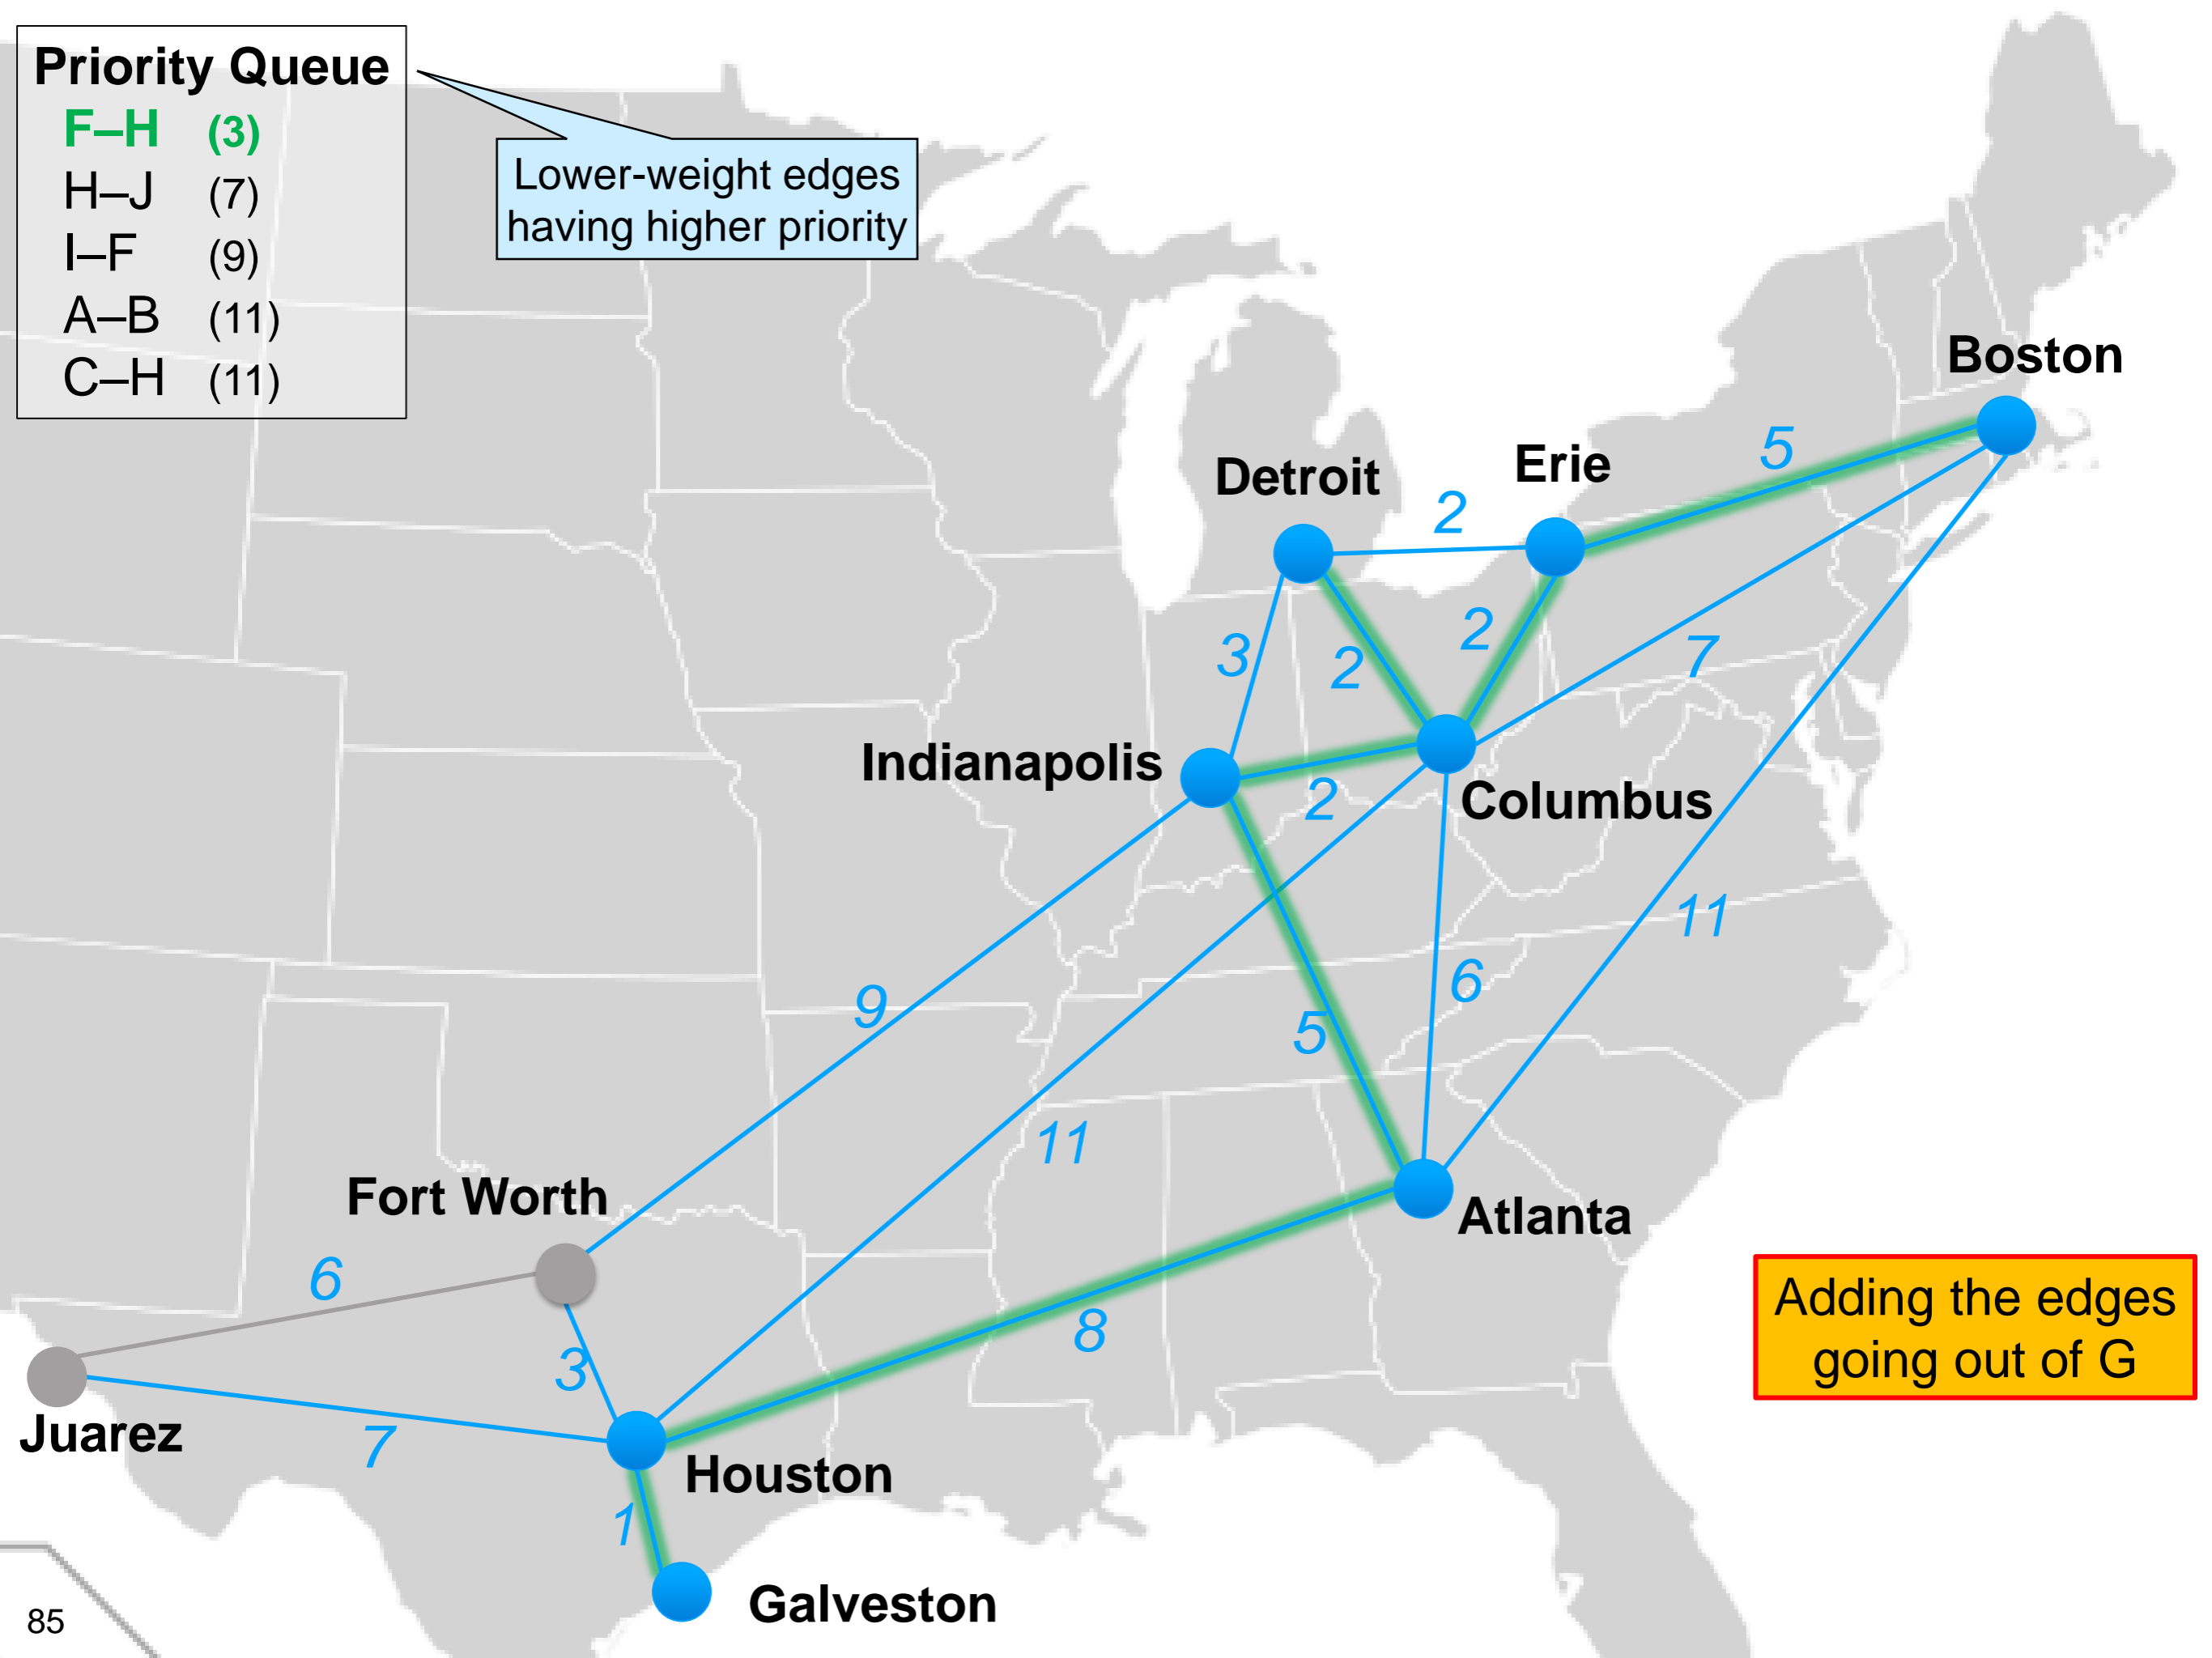 Priority Queue
F–H (3)
H–J (7)
I–F (9)
A–B (11)
C–H (11)
Lower-weight edges
having higher priority
Boston
5
Erie
Detroit
2
2
3
2
7
Indianapolis
2
Columbus
11
6
9
5
11
Fort Worth
Atlanta
6
Adding the edges
going out of G
8
3
Juarez
7
Houston
1
Galveston
85